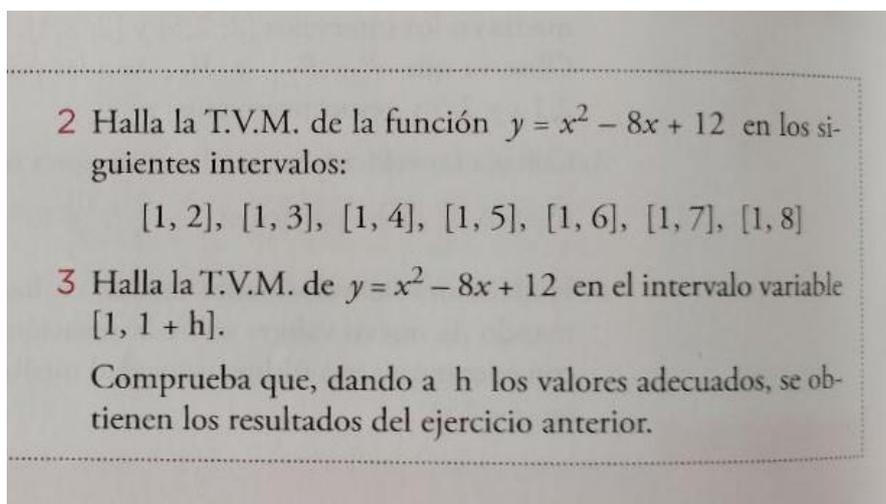 2 Halla la T.V.M. de la función y = x² – 8x + 12 en los si-
guientes intervalos:
[1, 2], [1, 3], [1, 4], [1, 5], [1, 6], [1, 7], [1, 8]
3 Halla la T.V.M. de y = x² – 8x + 12 en el intervalo variable
[1, 1 + h].
Comprueba que, dando a h los valores adecuados, se ob-
tienen los resultados del ejercicio anterior.